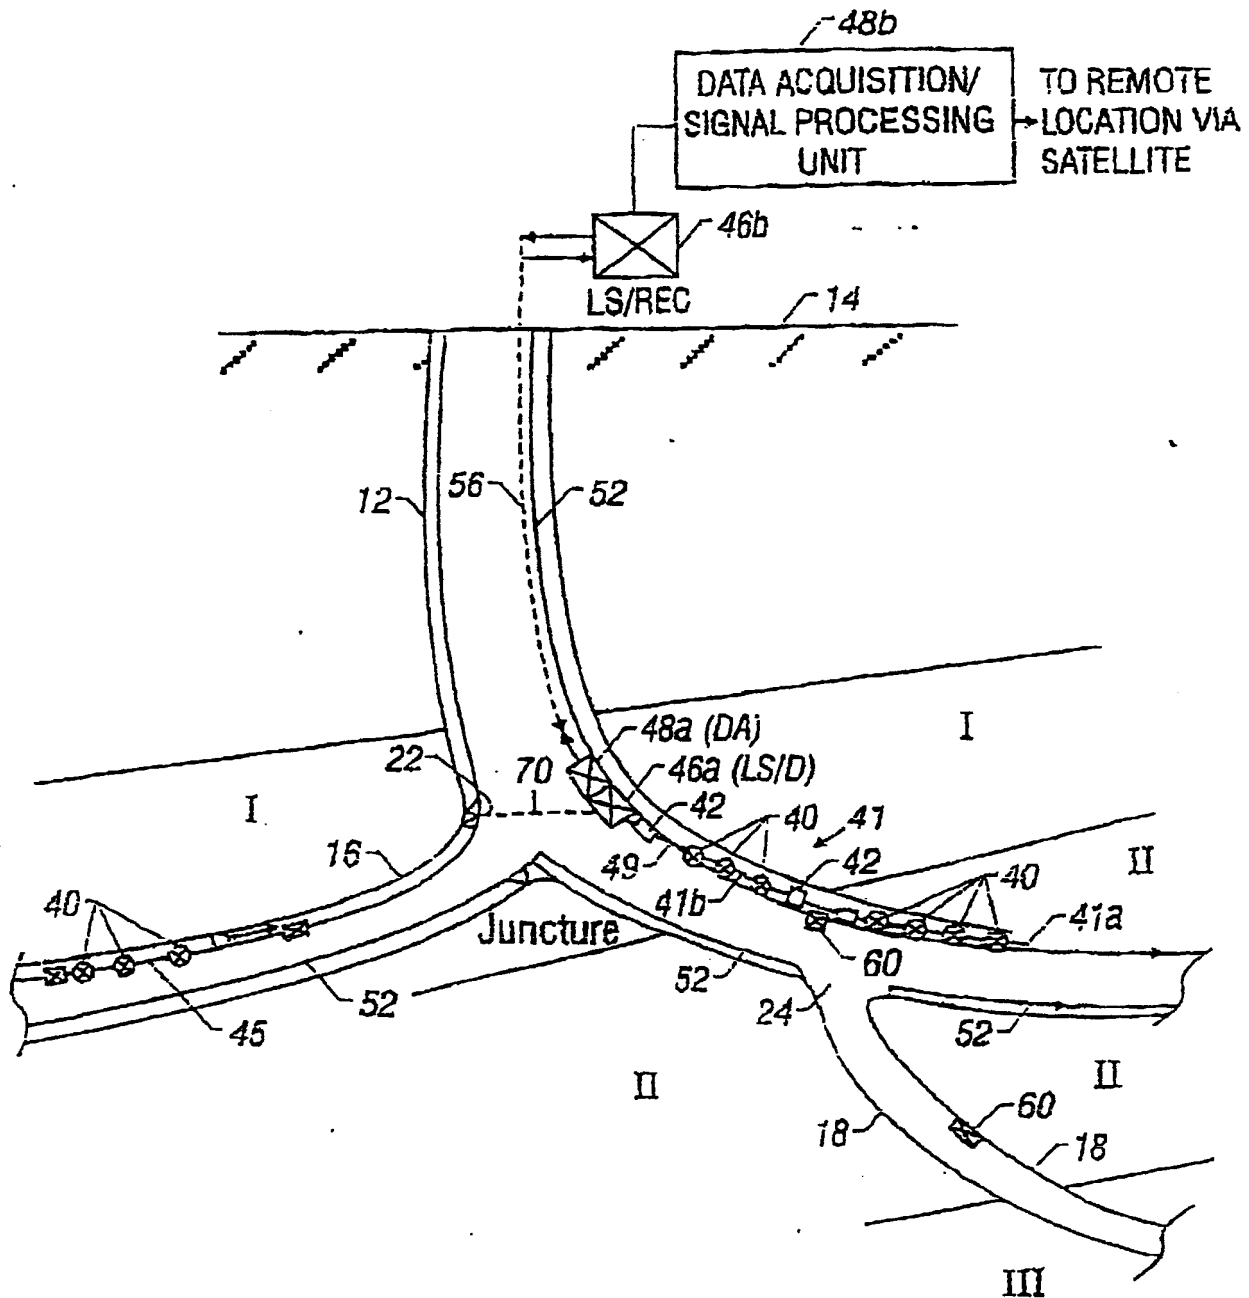 48b
DATA ACQUISITION/
SIGNAL PROCESSING
UNIT
TO REMOTE
LOCATION VIA
SATELLITE
46b
LS/REC
14
12
56
52
I
48a (DA)
46a (LS/D)
22
70
42
40
41
I
16
49
41b
42
40
II
41a
40
Juncture
60
52
52
45
24
52
II
II
18
60
18
III